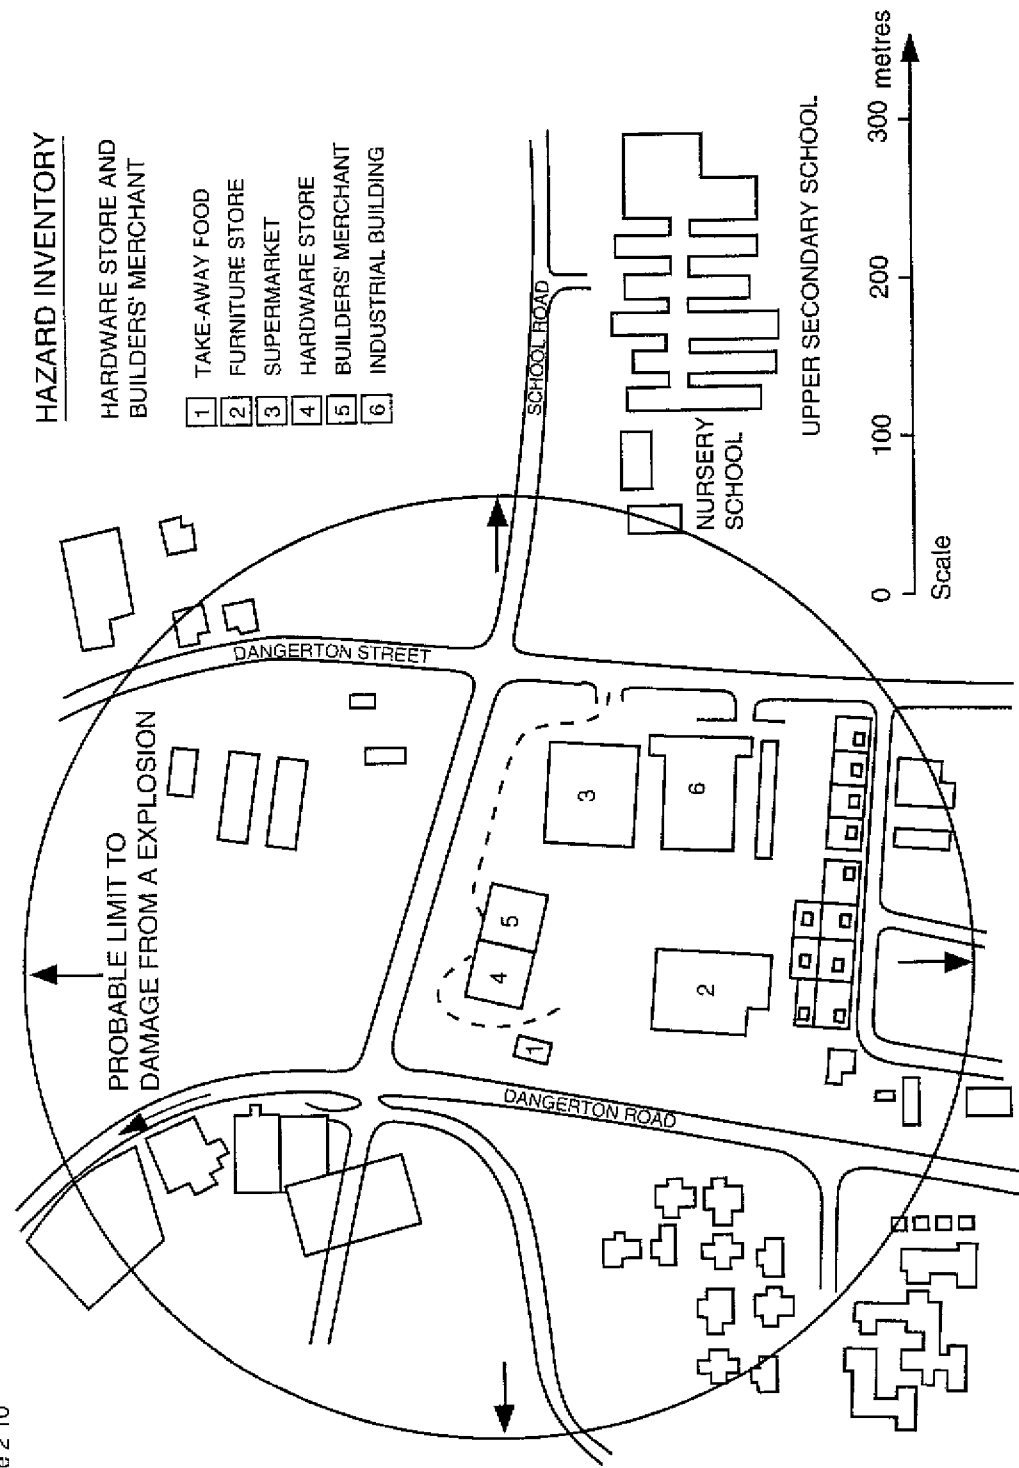 HAZARD INVENTORY
HARDWARE STORE AND
BUILDERS' MERCHANT
1 TAKE-AWAY FOOD
2 FURNITURE STORE
3 SUPERMARKET
4 HARDWARE STORE
5 BUILDERS' MERCHANT
6 INDUSTRIAL BUILDING
PROBABLE LIMIT TO
DAMAGE FROM A EXPLOSION
DANGERTON STREET
SCHOOL ROAD
DANGERTON ROAD
1
2
3
4
5
6
NURSERY
SCHOOL
UPPER SECONDARY SCHOOL
0 100 200 300 metres
Scale